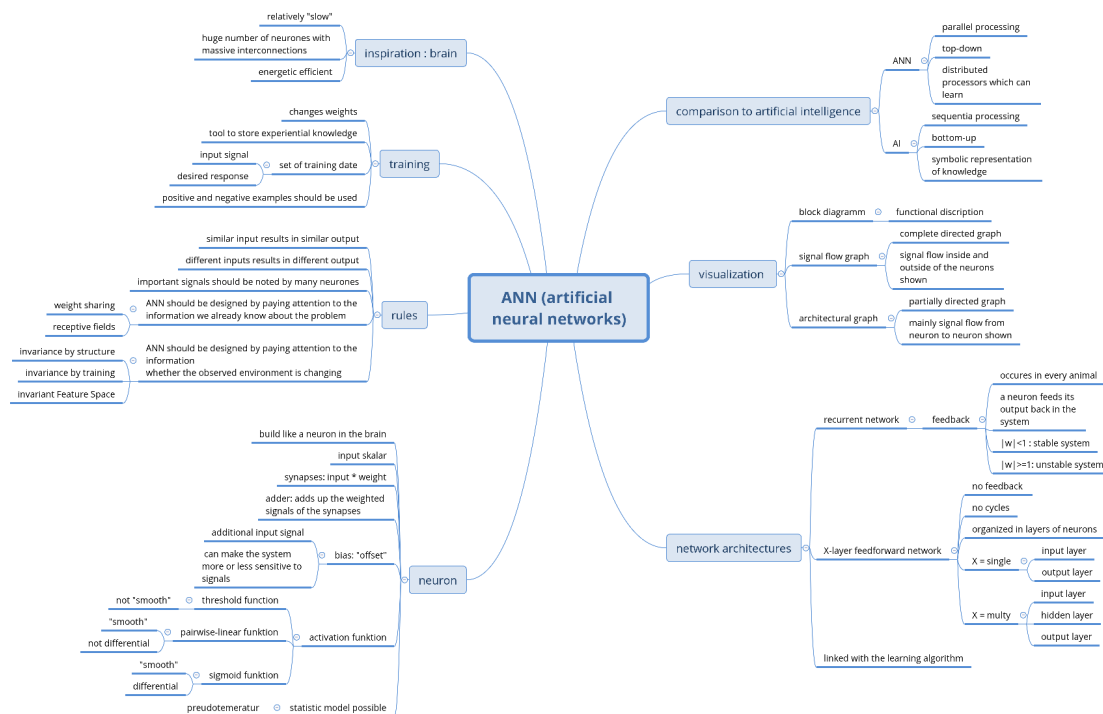 ANN (artificial
neural networks)
inspiration : brain
relatively "slow"
huge number of neurones with
massive interconnections
energetic efficient
training
changes weights
tool to store experiential knowledge
set of training date
input signal
desired response
positive and negative examples should be used
rules
similar input results in similar output
different inputs results in different output
important signals should be noted by many neurones
ANN should be designed by paying attention to the
information we already know about the problem
weight sharing
receptive fields
ANN should be designed by paying attention to the
information
whether the observed environment is changing
invariance by structure
invariance by training
invariant Feature Space
neuron
build like a neuron in the brain
input skalar
synapses: input * weight
adder: adds up the weighted
signals of the synapses
bias: "offset"
additional input signal
can make the system
more or less sensitive to
signals
activation funktion
threshold function
not "smooth"
pairwise-linear funktion
"smooth"
not differential
sigmoid funktion
"smooth"
differential
statistic model possible
preudotemeratur
comparison to artificial intelligence
ANN
parallel processing
top-down
distributed
processors which can
learn
AI
sequentia processing
bottom-up
symbolic representation
of knowledge
visualization
block diagramm
functional discription
signal flow graph
complete directed graph
signal flow inside and
outside of the neurons
shown
architectural graph
partially directed graph
mainly signal flow from
neuron to neuron shown
network architectures
recurrent network
feedback
occures in every animal
a neuron feeds its
output back in the
system
|w|<1 : stable system
|w|>=1: unstable system
X-layer feedforward network
no feedback
no cycles
organized in layers of neurons
X = single
input layer
output layer
X = multy
input layer
hidden layer
output layer
linked with the learning algorithm